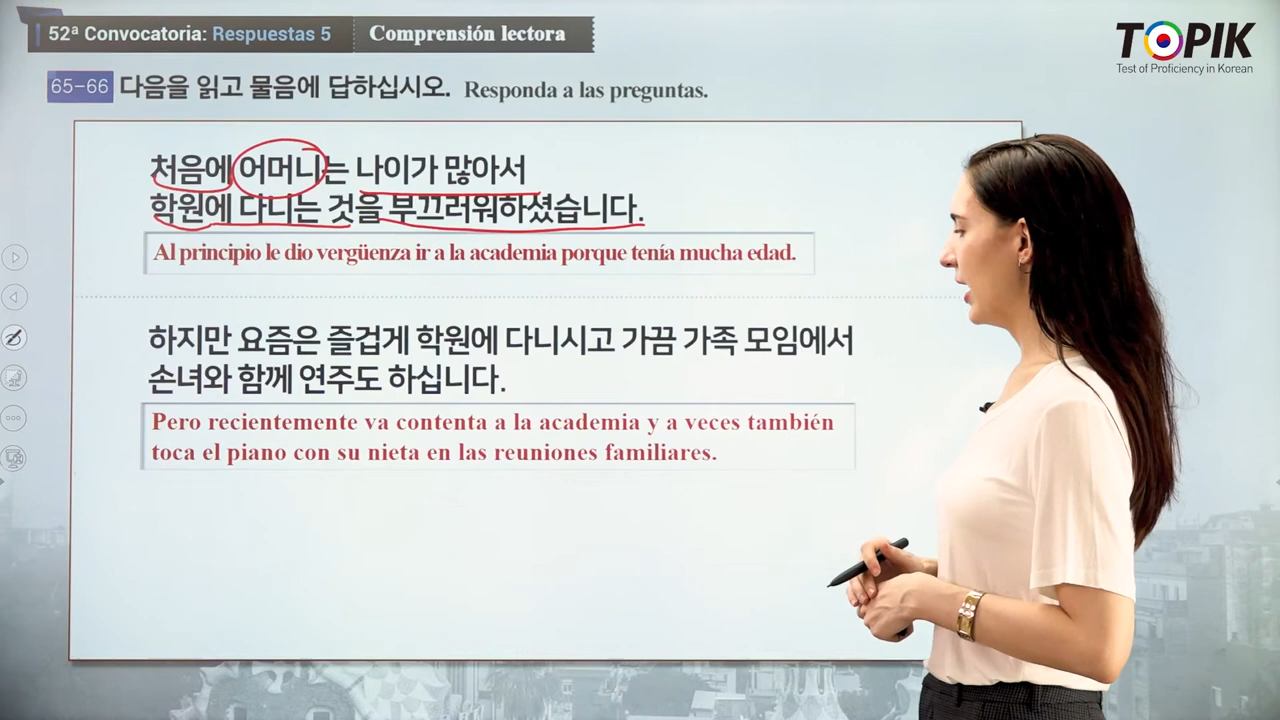 52ª Convocatoria: Respuestas 5 Comprensión lectora
TOPIK
Test of Proficiency in Korean
65-66 다음을 읽고 물음에 답하십시오. Responda a las preguntas.
처음에 어머니는 나이가 많아서
학원에 다니는 것을 부끄러워하셨습니다.
Al principio le dio vergüenza ir a la academia porque tenía mucha edad.
하지만 요즘은 즐겁게 학원에 다니시고 가끔 가족 모임에서
손녀와 함께 연주도 하십니다.
Pero recientemente va contenta a la academia y a veces también
toca el piano con su nieta en las reuniones familiares.